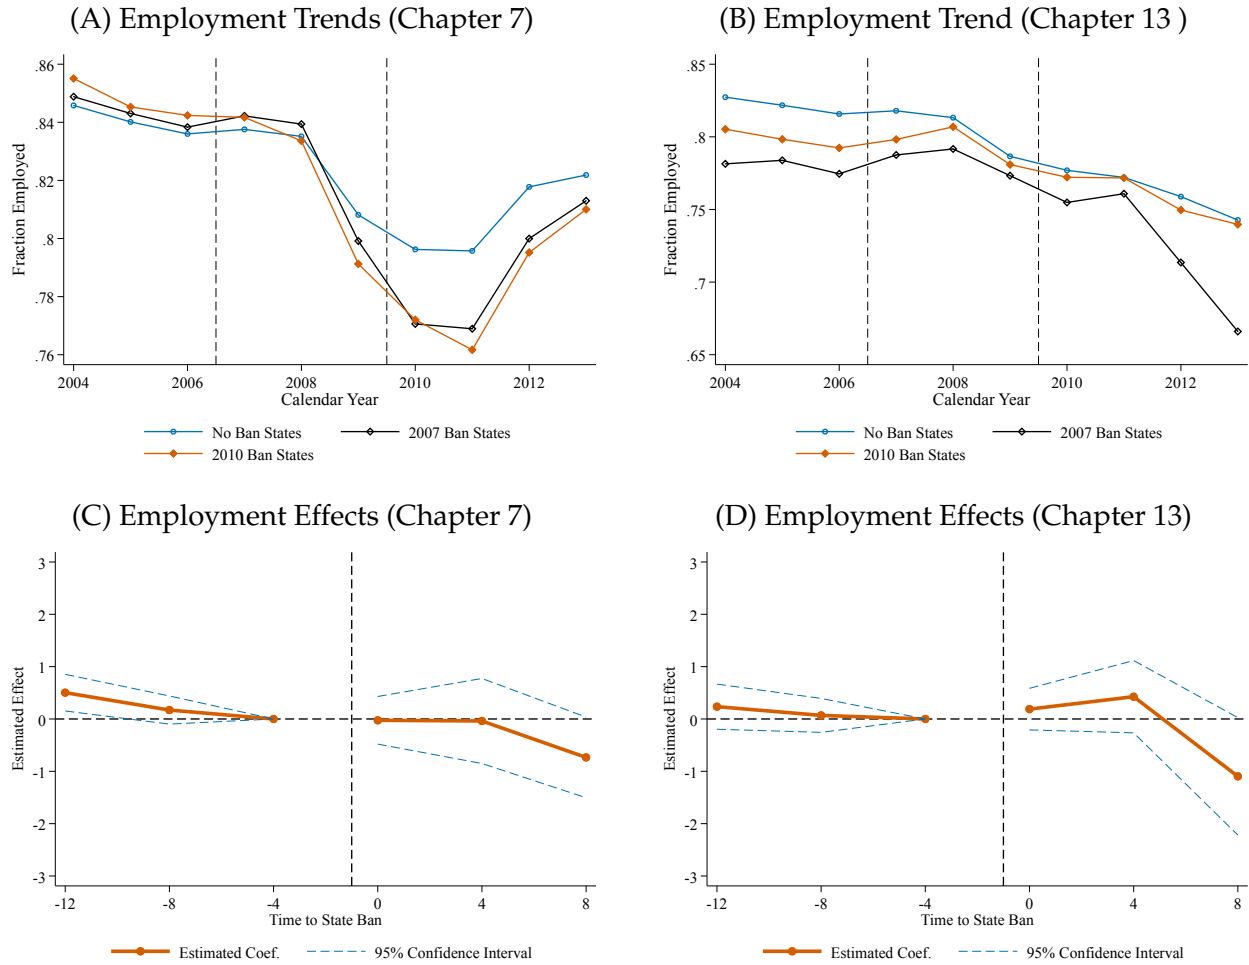 (A) Employment Trends (Chapter 7)
.86
.84
.82
.8
.78
.76
Fraction Employed
2004 2006 2008 2010 2012
Calendar Year
No Ban States 2007 Ban States
2010 Ban States
(B) Employment Trend (Chapter 13 )
.85
.8
.75
.7
.65
Fraction Employed
2004 2006 2008 2010 2012
Calendar Year
No Ban States 2007 Ban States
2010 Ban States
(C) Employment Effects (Chapter 7)
3
2
1
0
-1
-2
-3
Estimated Effect
-12 -8 -4 0 4 8
Time to State Ban
Estimated Coef. 95% Confidence Interval
(D) Employment Effects (Chapter 13)
3
2
1
0
-1
-2
-3
Estimated Effect
-12 -8 -4 0 4 8
Time to State Ban
Estimated Coef. 95% Confidence Interval